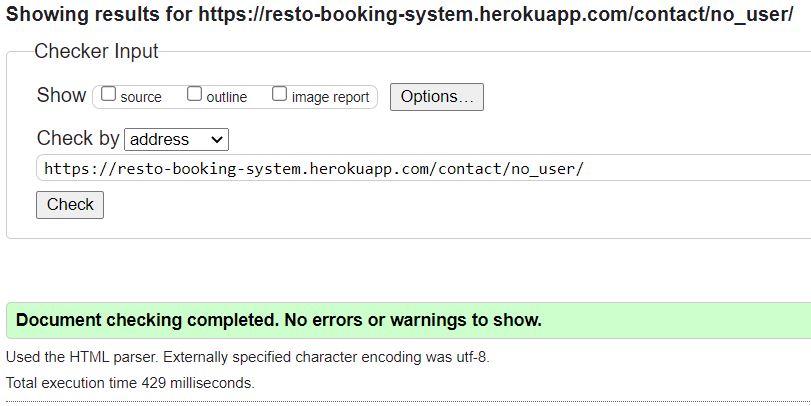 Showing results for https://resto-booking-system.herokuapp.com/contact/no_user/
Checker Input
Show source outline image report Options...
Check by address
https://resto-booking-system.herokuapp.com/contact/no_user/
Check
Document checking completed. No errors or warnings to show.
Used the HTML parser. Externally specified character encoding was utf-8.
Total execution time 429 milliseconds.